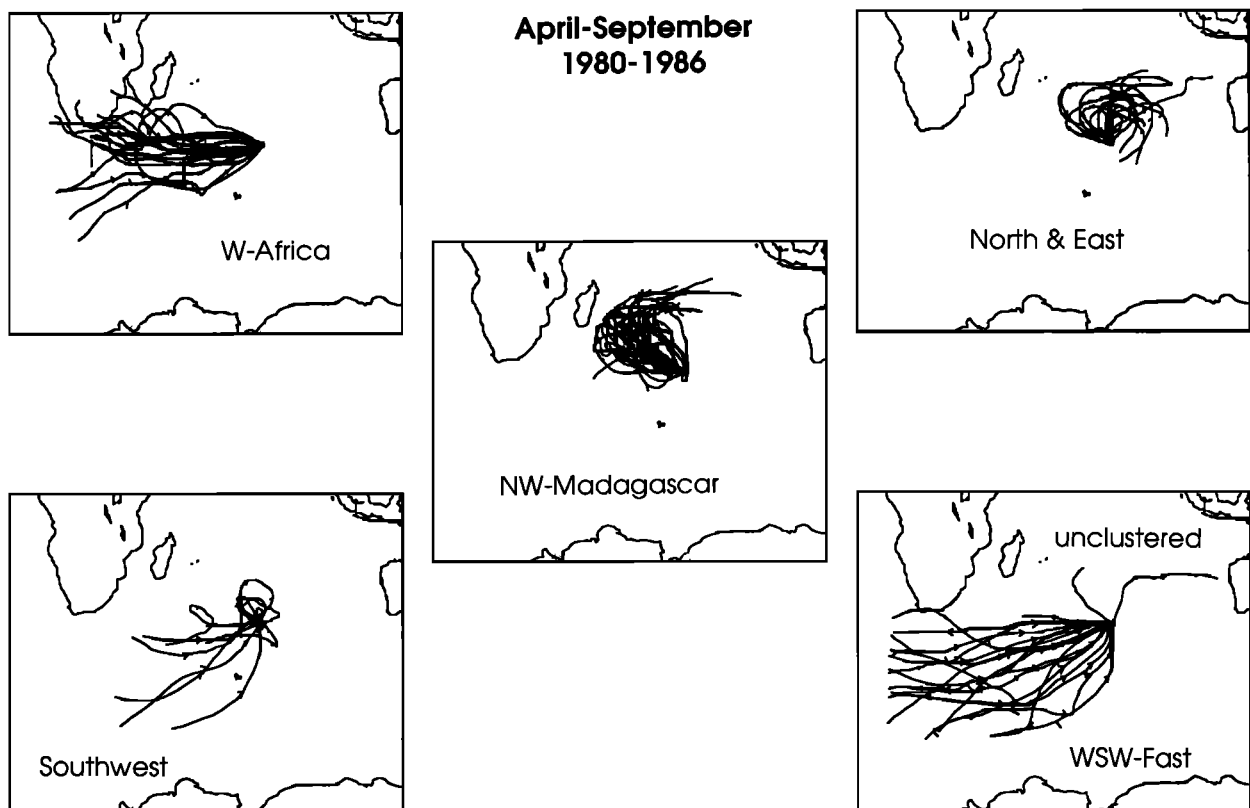 April-September
1980-1986
W-Africa
North & East
NW-Madagascar
Southwest
unclustered
WSW-Fast